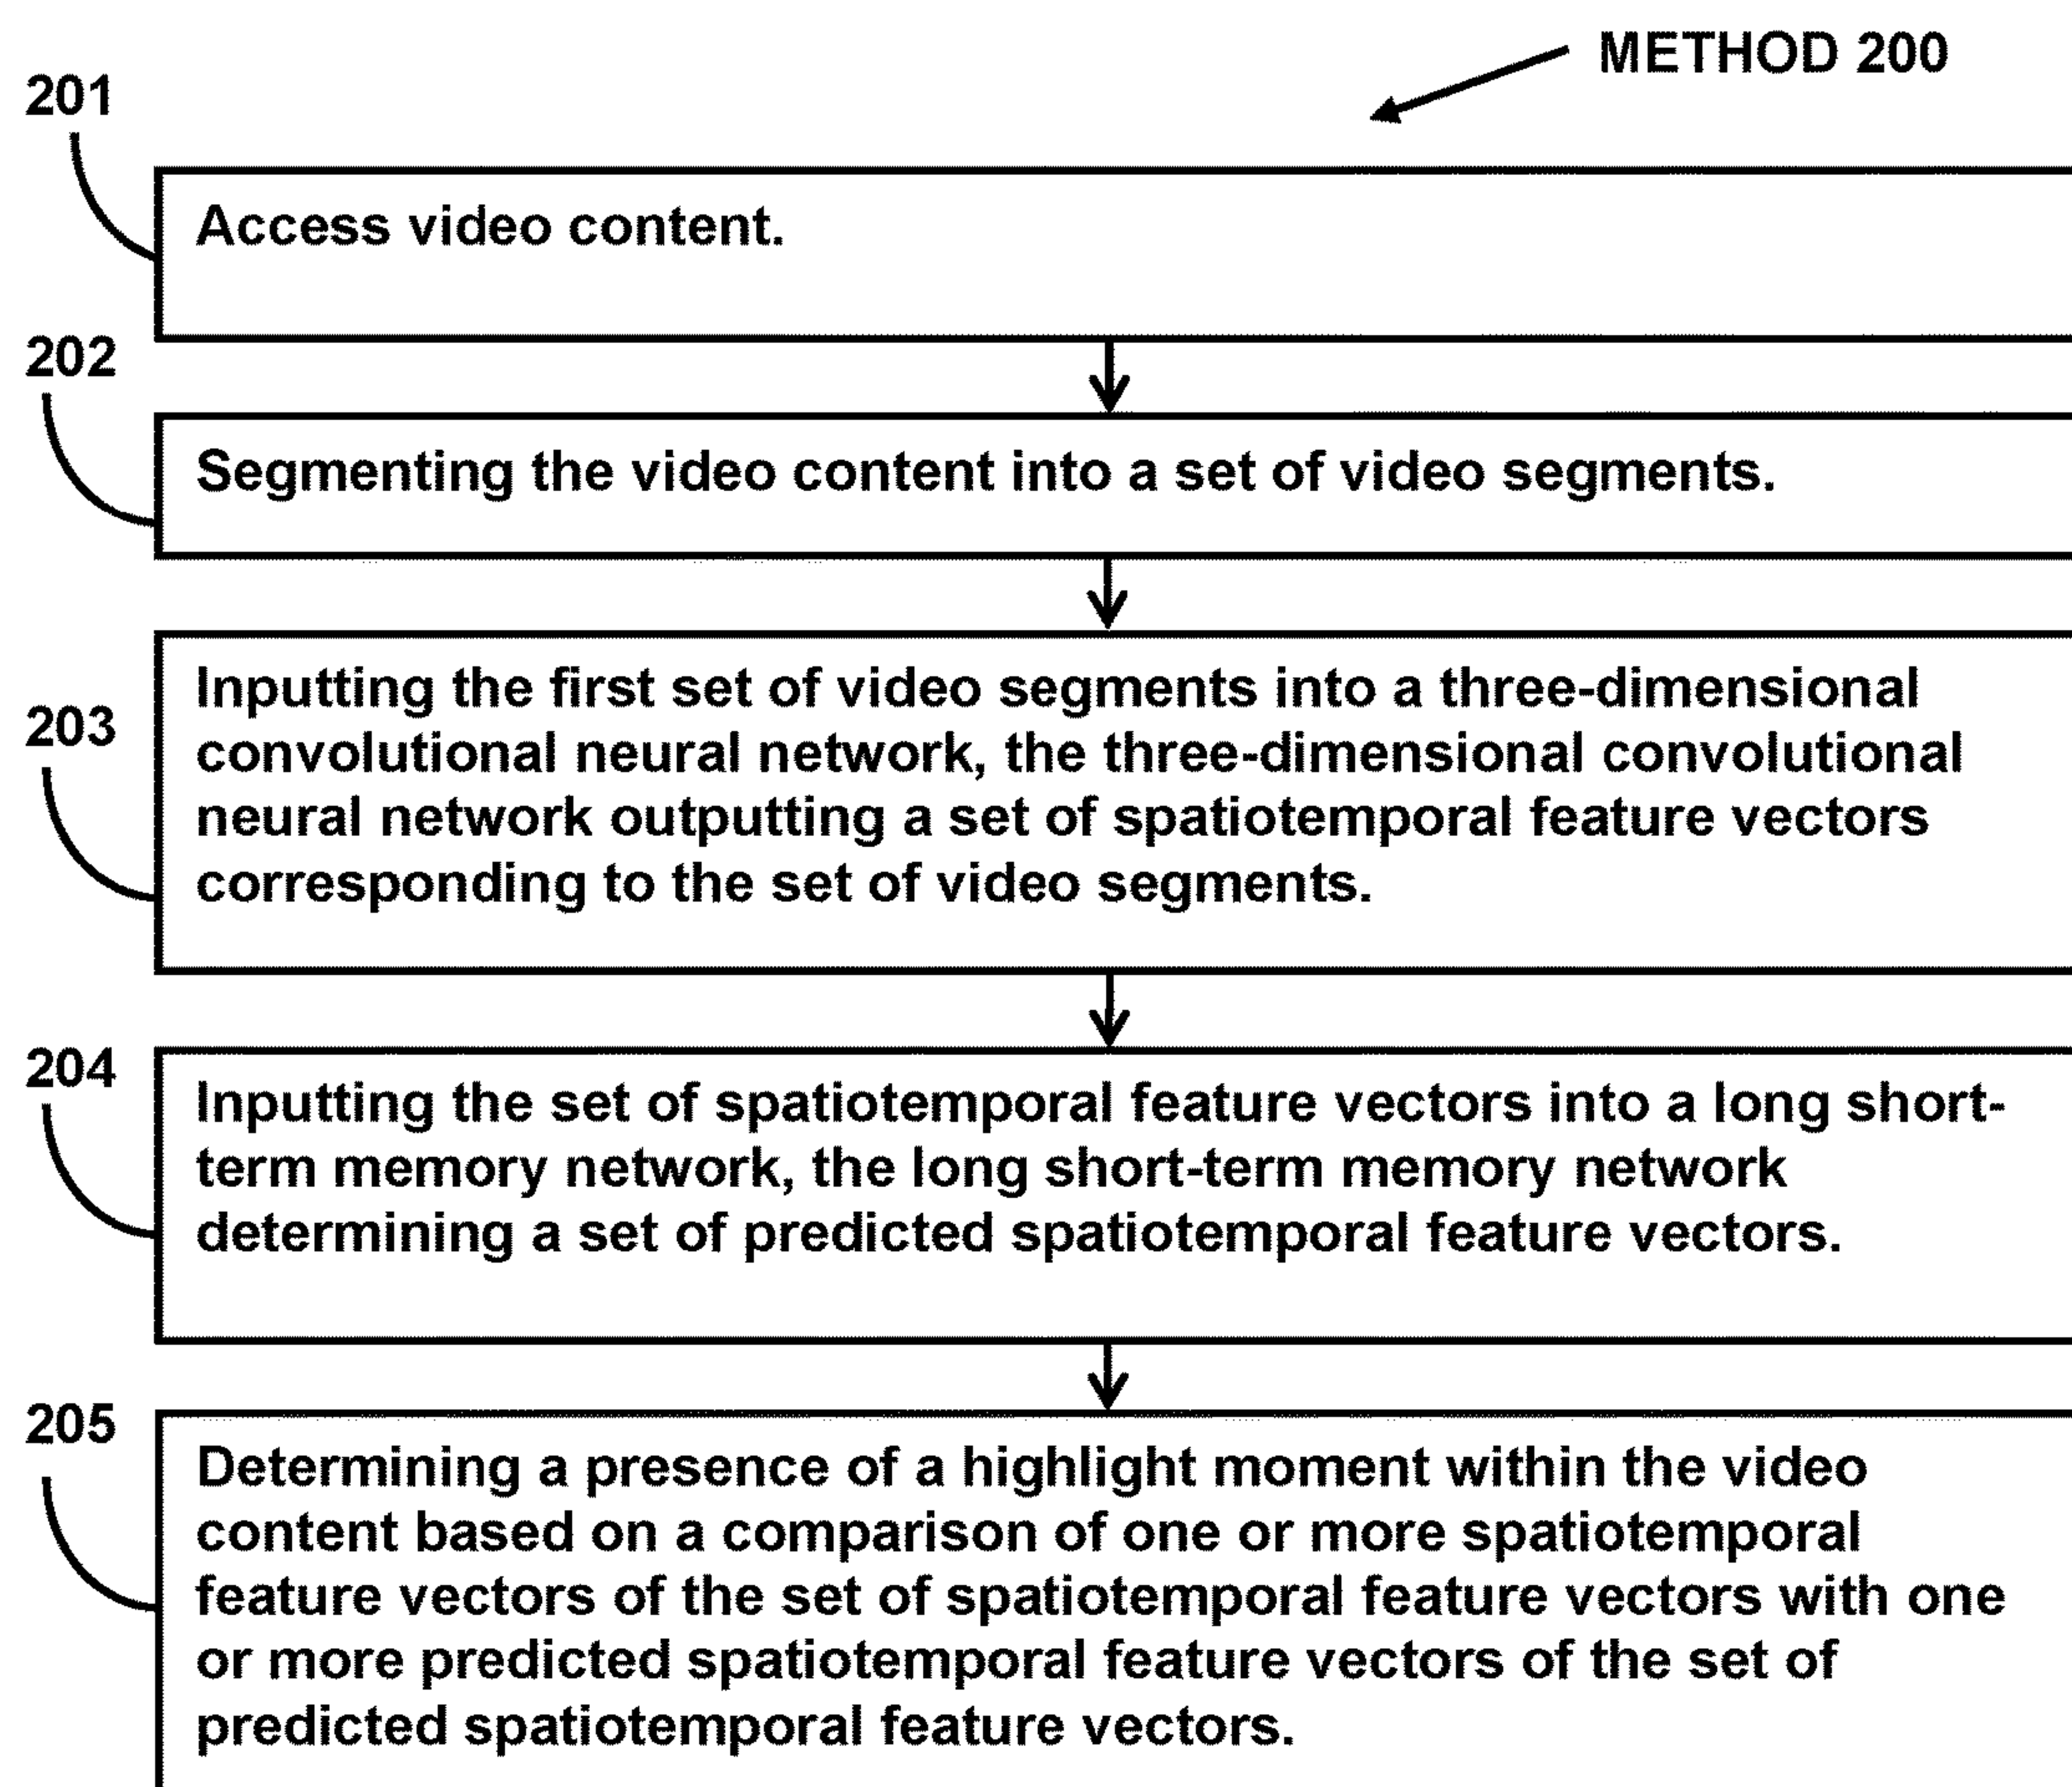 METHOD 200
201
Access video content.
202
Segmenting the video content into a set of video segments.
203
Inputting the first set of video segments into a three-dimensional
convolutional neural network, the three-dimensional convolutional
neural network outputting a set of spatiotemporal feature vectors
corresponding to the set of video segments.
204
Inputting the set of spatiotemporal feature vectors into a long short-
term memory network, the long short-term memory network
determining a set of predicted spatiotemporal feature vectors.
205
Determining a presence of a highlight moment within the video
content based on a comparison of one or more spatiotemporal
feature vectors of the set of spatiotemporal feature vectors with one
or more predicted spatiotemporal feature vectors of the set of
predicted spatiotemporal feature vectors.